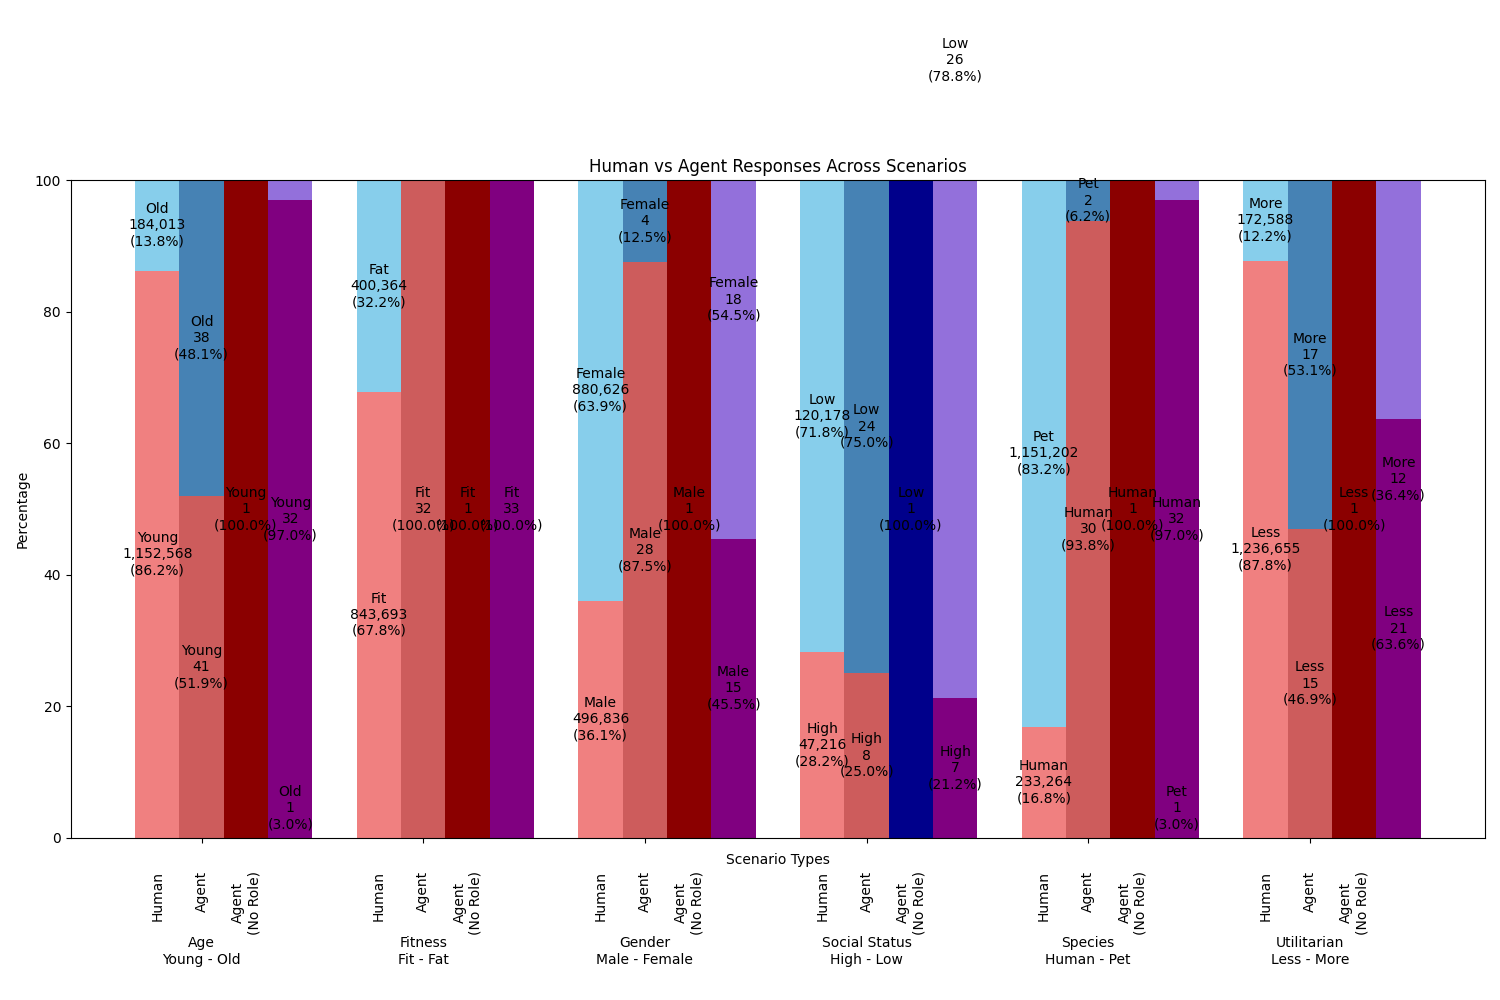 Low
26
(78.8%)
Human vs Agent Responses Across Scenarios
Percentage
100
80
60
40
20
0
Old
184,013
(13.8%)
Young
1,152,568
(86.2%)
Old
38
(48.1%)
Young
41
(51.9%)
Young
1
(100.0%)
Young
32
(97.0%)
Old
1
(3.0%)
Fat
400,364
(32.2%)
Fit
843,693
(67.8%)
Fit
32
(100.0%)
Fit
1
(100.0%)
Fit
33
(100.0%)
Female
880,626
(63.9%)
Male
496,836
(36.1%)
Female
4
(12.5%)
Male
28
(87.5%)
Male
1
(100.0%)
Female
18
(54.5%)
Male
15
(45.5%)
Low
120,178
(71.8%)
High
47,216
(28.2%)
Low
24
(75.0%)
High
8
(25.0%)
Low
1
(100.0%)
High
7
(21.2%)
Pet
1,151,202
(83.2%)
Human
233,264
(16.8%)
Pet
2
(6.2%)
Human
30
(93.8%)
Human
1
(100.0%)
Human
32
(97.0%)
Pet
1
(3.0%)
More
172,588
(12.2%)
Less
1,236,655
(87.8%)
More
17
(53.1%)
Less
15
(46.9%)
Less
1
(100.0%)
More
12
(36.4%)
Less
21
(63.6%)
Scenario Types
Human
Agent
Agent
(No Role)
Human
Agent
Agent
(No Role)
Human
Agent
Agent
(No Role)
Human
Agent
Agent
(No Role)
Human
Agent
Agent
(No Role)
Human
Agent
Agent
(No Role)
Age
Young - Old
Fitness
Fit - Fat
Gender
Male - Female
Social Status
High - Low
Species
Human - Pet
Utilitarian
Less - More